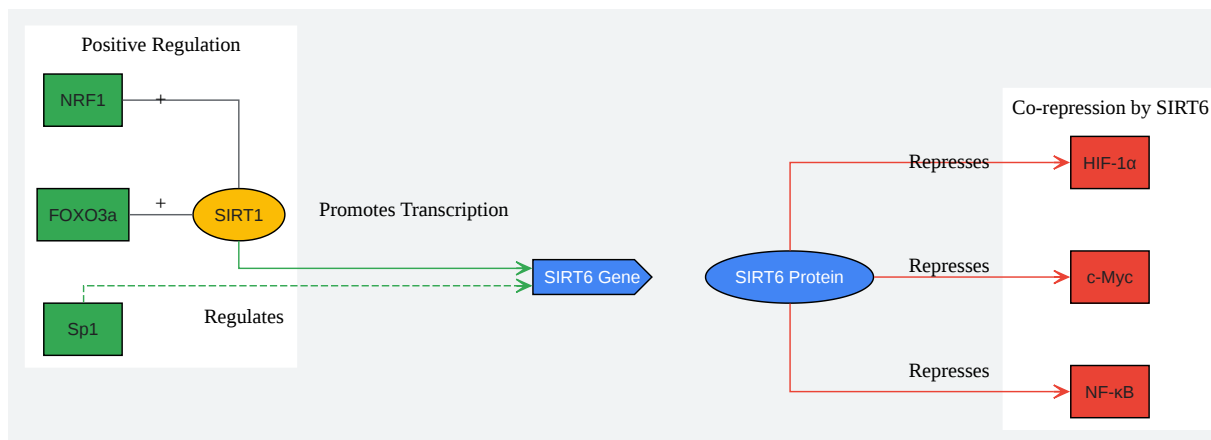 Positive Regulation
NRF1
+
FOXO3a
+
SIRT1
Promotes Transcription
Sp1
Regulates
SIRT6 Gene
SIRT6 Protein
Co-repression by SIRT6
Represses
HIF-1α
Represses
c-Myc
Represses
NF-κB